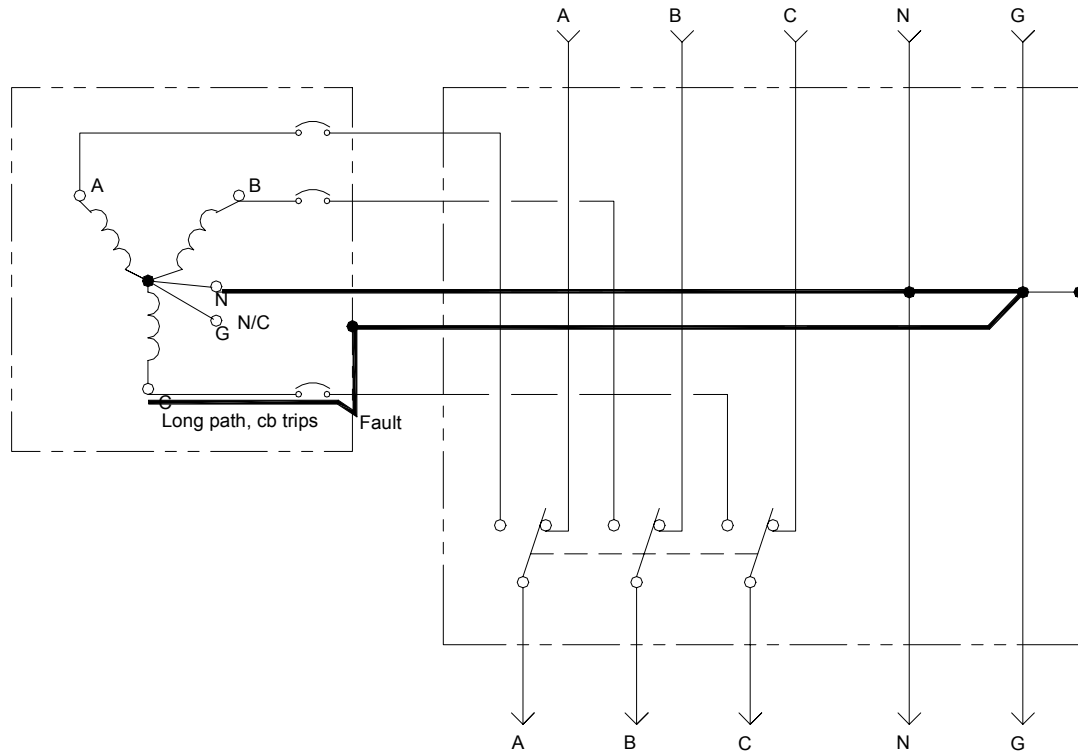 A B C N G
A B
N
N/C
G
C
Long path, cb trips Fault
A B C N G